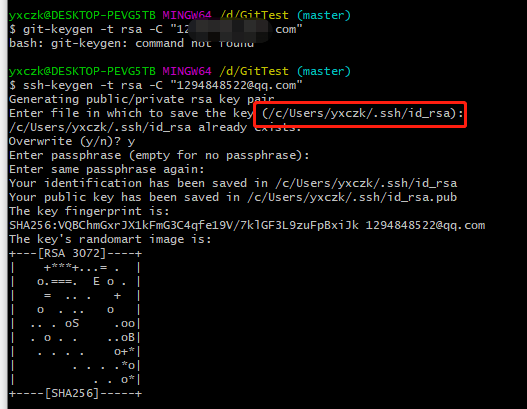 yxczk@DESKTOP-PEVG5TB MINGW64 /d/GitTest (master)
$ git-keygen -t rsa -C "12 com"
bash: git-keygen: command not found
yxczk@DESKTOP-PEVG5TB MINGW64 /d/GitTest (master)
$ ssh-keygen -t rsa -C "1294848522@qq.com"
Generating public/private rsa key pair.
Enter file in which to save the key (/c/Users/yxczk/.ssh/id_rsa):
/c/Users/yxczk/.ssh/id_rsa already exists.
Overwrite (y/n)? y
Enter passphrase (empty for no passphrase):
Enter same passphrase again:
Your identification has been saved in /c/Users/yxczk/.ssh/id_rsa
Your public key has been saved in /c/Users/yxczk/.ssh/id_rsa.pub
The key fingerprint is:
SHA256:VQBChmGxrJX1kFmG3C4qfe19V/7klGF3L9zuFpBxiJk 1294848522@qq.com
The key's randomart image is:
+---[RSA 3072]----+
|    +***+...= .  |
|   o.===.  E o . |
|    =  .. .   +  |
|   o  . ..   o   |
|  .. . oS     .oo|
|  . o . .    ..oB|
|   . . . .    o+*|
|        . . . .*o|
|           . . o*|
+----[SHA256]-----+